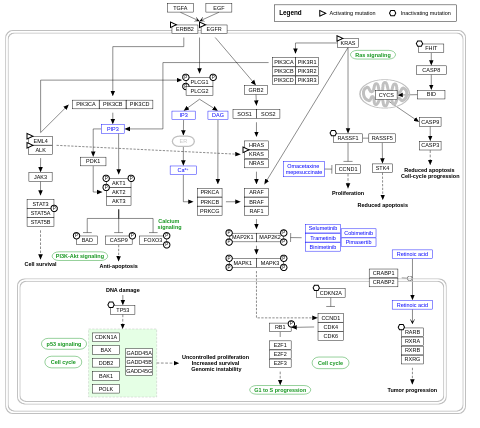 TGFA
EGF
Legend
Activating mutation
Inactivating mutation
ERBB2
EGFR
KRAS
FHIT
Ras signaling
PIK3CA PIK3R1
PIK3CB PIK3R2
PIK3CD PIK3R3
CASP8
PLCG1
PLCG2
GRB2
CYCS
BID
PIK3CA PIK3CB PIK3CD
IP3
DAG
SOS1 SOS2
CASP9
PIP3
ER
EML4
ALK
HRAS
KRAS
NRAS
RASSF1
RASSF5
CASP3
PDK1
Ca²⁺
Omacetaxine
mepesuccinate
CCND1
STK4
Reduced apoptosis
Cell-cycle progression
JAK3
AKT1
AKT2
AKT3
PRKCA
PRKCB
PRKCG
ARAF
BRAF
RAF1
Proliferation
Reduced apoptosis
STAT3
STAT5A
STAT5B
Calcium
signaling
BAD
CASP9
FOXO3
MAP2K1 MAP2K2
Selumetinib
Trametinib
Binimetinib
Cobimetinib
Pimasertib
PI3K-Akt signaling
Cell survival
Anti-apoptosis
MAPK1 MAPK3
Retinoic acid
CRABP1
CRABP2
DNA damage
TP53
CDKN2A
Retinoic acid
CCND1
CDK4
CDK6
RB1
p53 signaling
Cell cycle
CDKN1A
BAX
DDB2
BAK1
POLK
GADD45A
GADD45B
GADD45G
Uncontrolled proliferation
Increased survival
Genomic instability
E2F1
E2F2
E2F3
Cell cycle
RARB
RXRA
RXRB
RXRG
G1 to S progression
Tumor progression